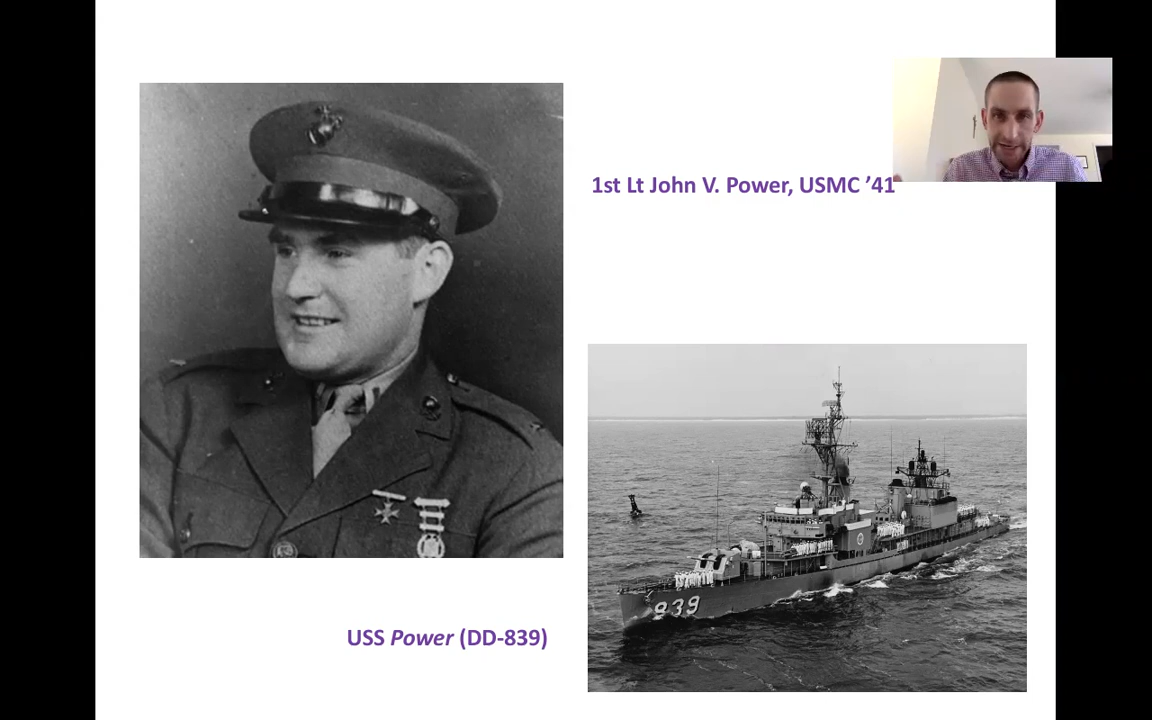 1st Lt John V. Power, USMC ’41
839
USS Power (DD-839)